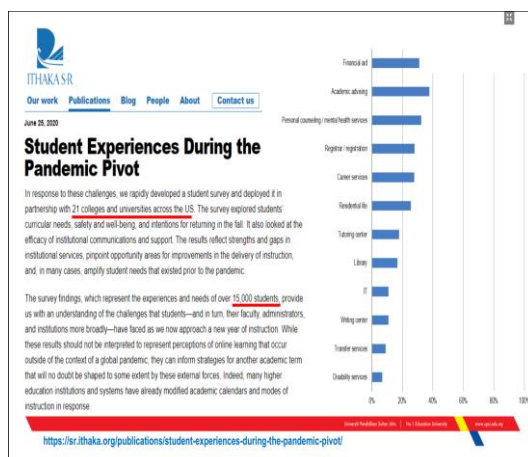 ITHAKA S+R
Our work Publications Blog People About Contact us
June 25, 2020
Student Experiences During the
Pandemic Pivot
In response to these challenges, we rapidly developed a student survey and deployed it in
partnership with 21 colleges and universities across the US. The survey explored students'
curricular needs, safety and well-being, and intentions for returning in the fall. It also looked at the
efficacy of institutional communications and support. The results reflect strengths and gaps in
institutional services, pinpoint opportunity areas for improvements in the delivery of instruction,
and, in many cases, amplify student needs that existed prior to the pandemic.
The survey findings, which represent the experiences and needs of over 15,000 students, provide
us with an understanding of the challenges that students—and in turn, their faculty, administrators,
and institutions more broadly—have faced as we now approach a new year of instruction. While
these results should not be interpreted to represent perceptions of online learning that occur
outside of the context of a global pandemic, they can inform strategies for another academic term
that will no doubt be shaped to some extent by these external forces. Indeed, many higher
education institutions and systems have already modified academic calendars and modes of
instruction in response.
Financial aid
Academic advising
Personal counseling / mental health services
Registrar / registration
Career services
Residential life
Tutoring center
Library
IT
Writing center
Transfer services
Disability services
0% 20% 40% 60% 80% 100%
Universiti Pendidikan Sultan Idris | No.1 Education University www.upsi.edu.my
https://sr.ithaka.org/publications/student-experiences-during-the-pandemic-pivot/